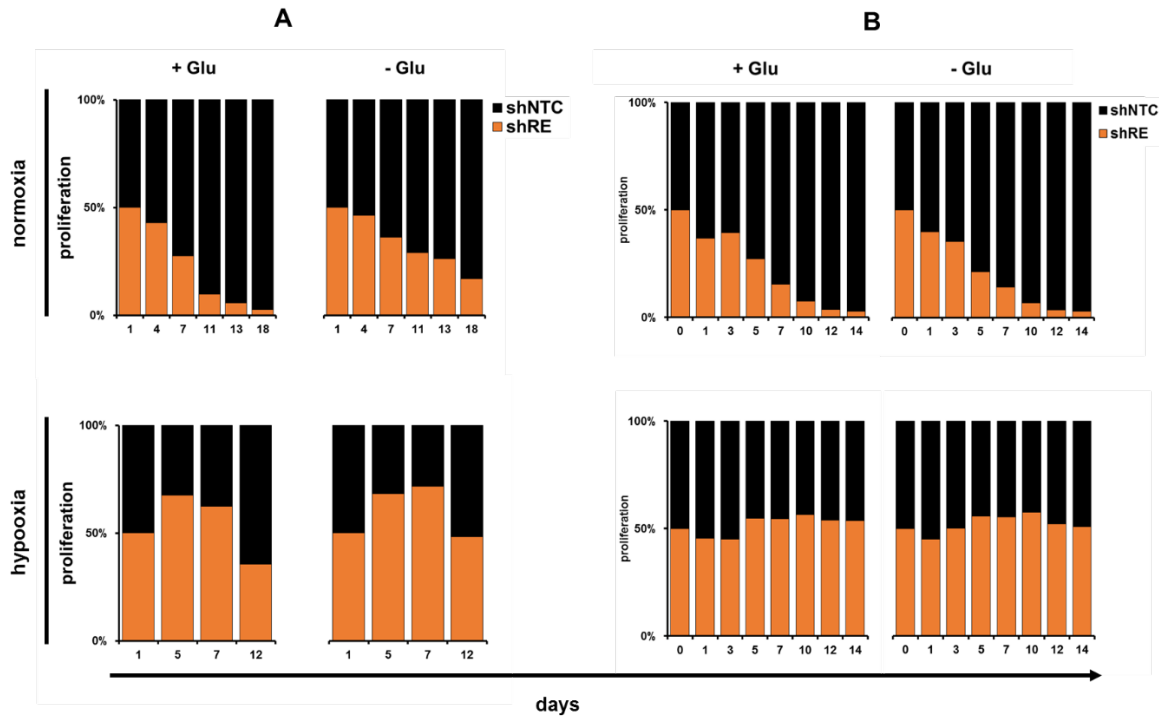 A B
+ Glu - Glu + Glu - Glu
shNTC
shRE
shNTC
shRE
normoxia
proliferation
100%
50%
0%
1 4 7 11 13 18
1 4 7 11 13 18
proliferation
100%
50%
0%
0 1 3 5 7 10 12 14
0 1 3 5 7 10 12 14
hypooxia
proliferation
100%
50%
0%
1 5 7 12
1 5 7 12
proliferation
100%
50%
0%
0 1 3 5 7 10 12 14
0 1 3 5 7 10 12 14
days